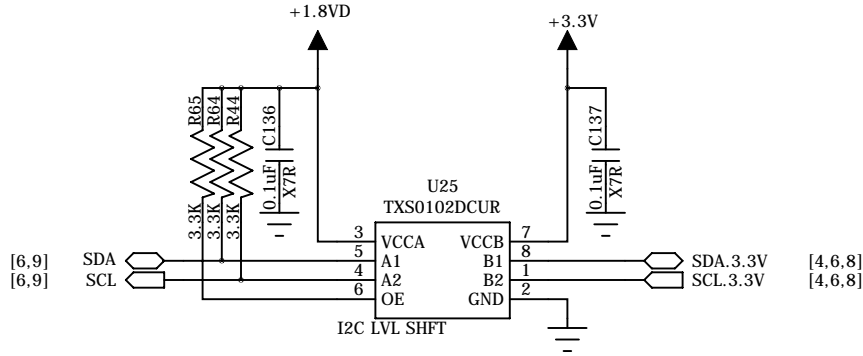 +1.8VD
+3.3V
R65
R64
R44
C136
C137
3.3K
3.3K
3.3K
0.1uF
X7R
0.1uF
X7R
U25
TXS0102DCUR
3 VCCA VCCB 7
[6,9] SDA 5 A1 B1 8 SDA.3.3V [4,6,8]
[6,9] SCL 4 A2 B2 1 SCL.3.3V [4,6,8]
6 OE GND 2
I2C LVL SHFT